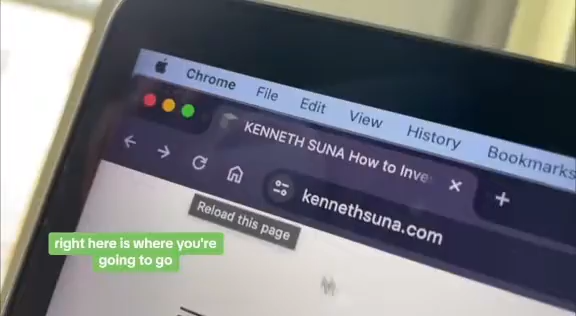 Chrome File Edit View History Bookmarks
KENNETH SUNA How to Inve
kennethsuna.com
Reload this page
right here is where you're
going to go